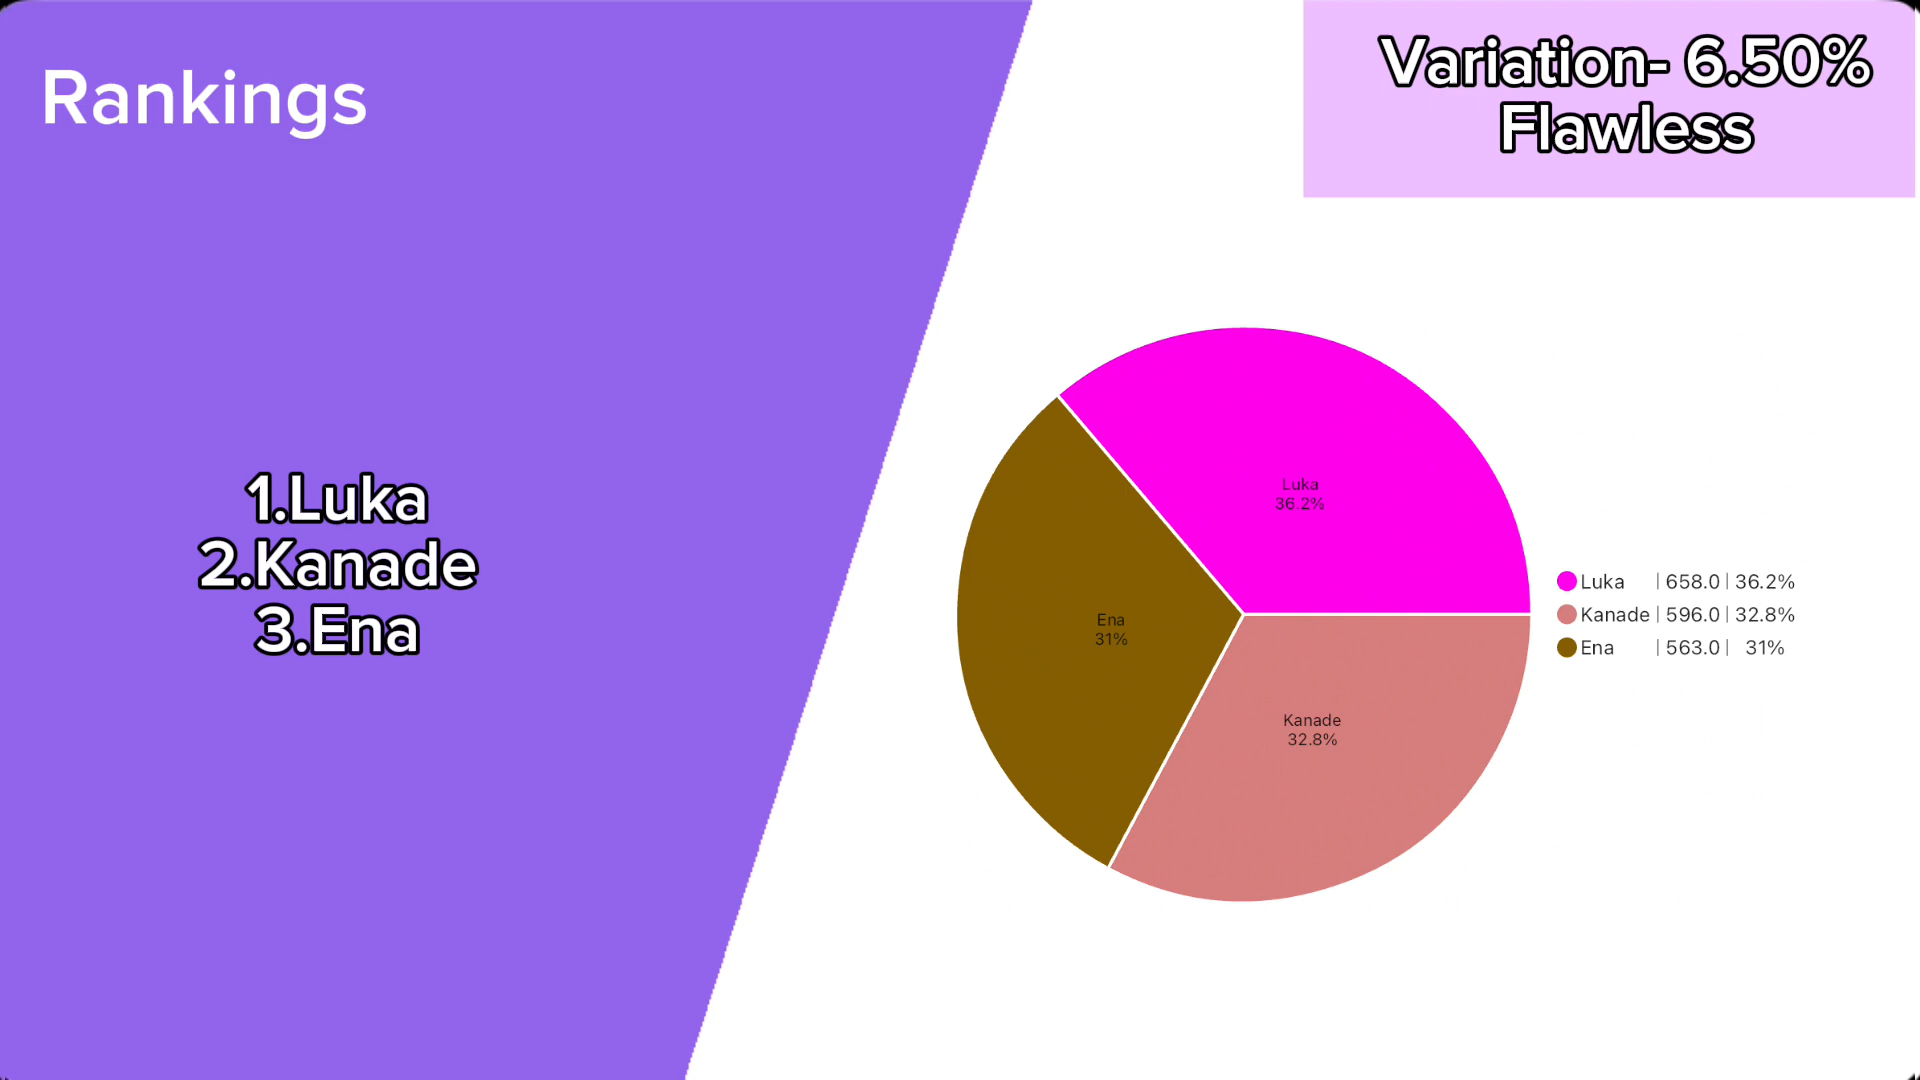 Rankings
Variation- 6.50%
Flawless
1.Luka
2.Kanade
3.Ena
Luka
36.2%
Ena
31%
Kanade
32.8%
Luka | 658.0 | 36.2%
Kanade | 596.0 | 32.8%
Ena | 563.0 | 31%